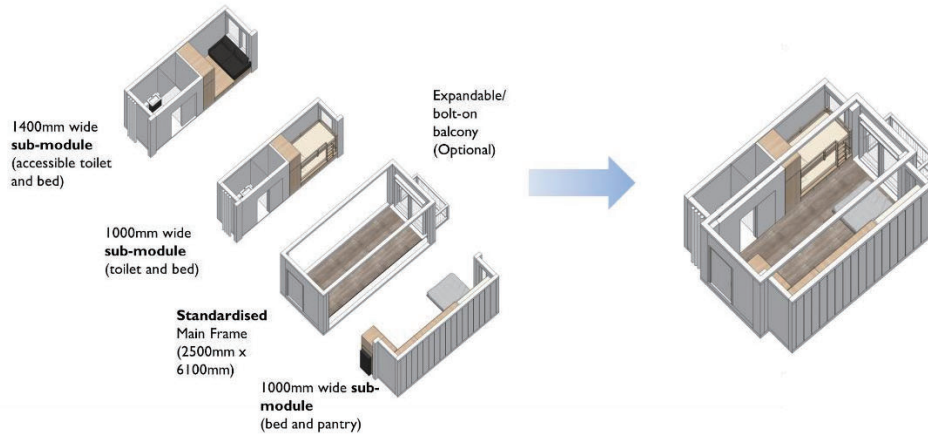 1400mm wide
sub-module
(accessible toilet
and bed)
Expandable/
bolt-on
balcony
(Optional)
1000mm wide
sub-module
(toilet and bed)
Standardised
Main Frame
(2500mm x
6100mm)
1000mm wide sub-
module
(bed and pantry)